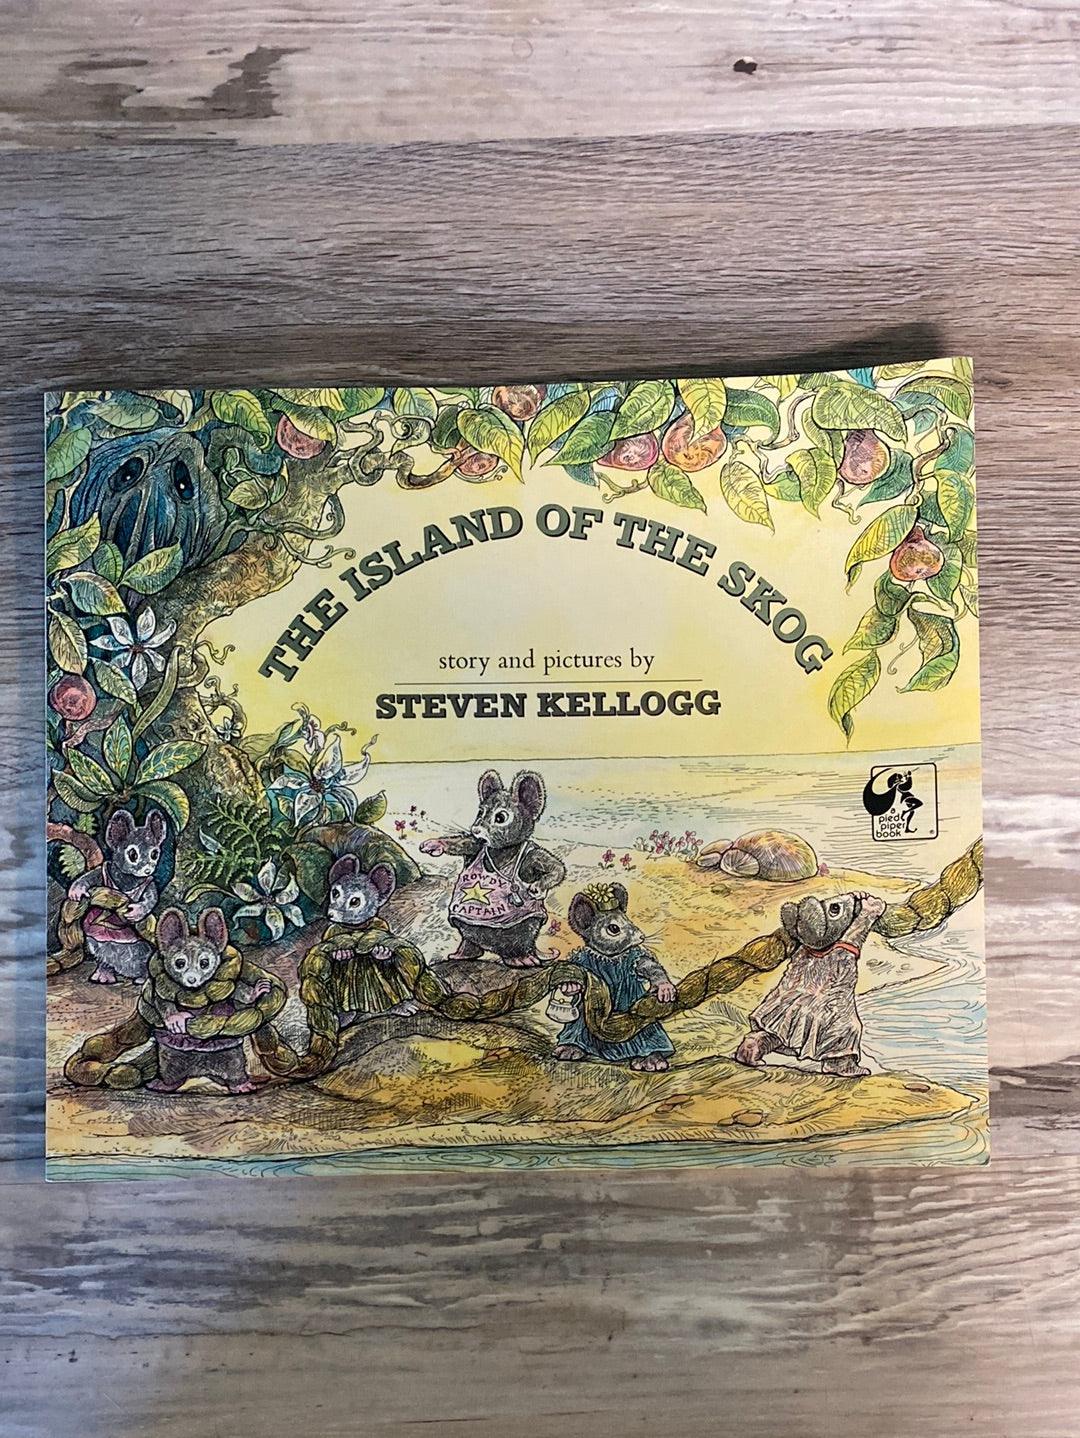 THE ISLAND OF THE SKOG
story and pictures by
STEVEN KELLOGG
a
pied
piper
book
ROWDY
CAPTAIN